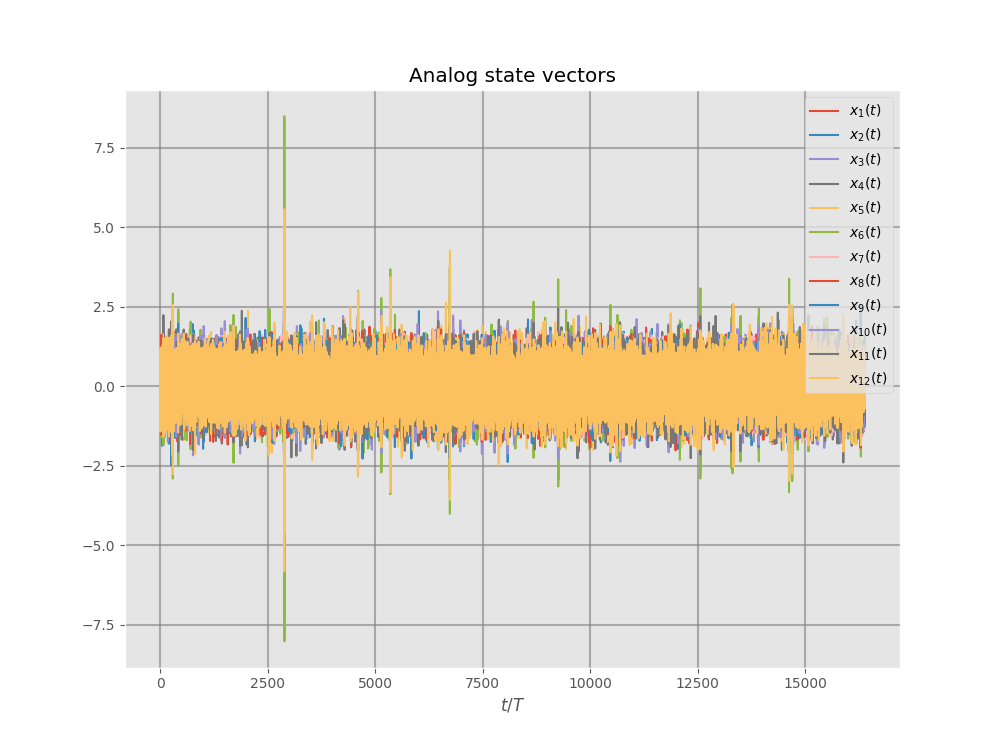 Analog state vectors
7.5
5.0
2.5
0.0
−2.5
−5.0
−7.5
0 2500 5000 7500 10000 12500 15000
t/T
x₁(t)
x₂(t)
x₃(t)
x₄(t)
x₅(t)
x₆(t)
x₇(t)
x₈(t)
x₉(t)
x₁₀(t)
x₁₁(t)
x₁₂(t)